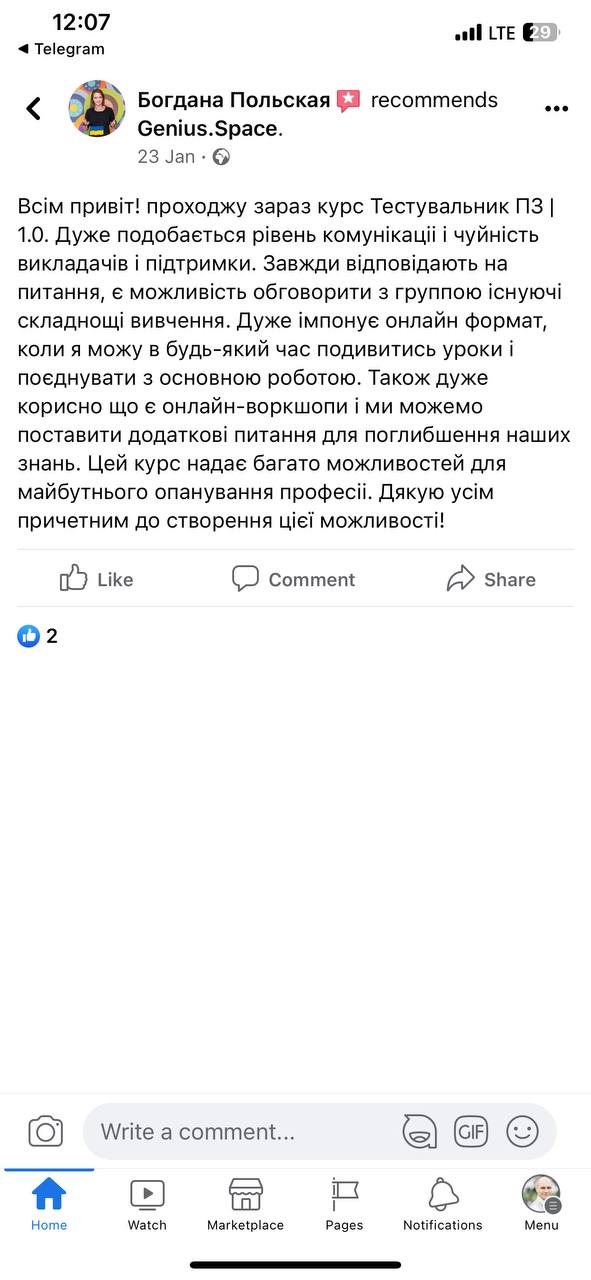 12:07
LTE 29
◀ Telegram
Богдана Польская recommends
Genius.Space.
23 Jan ·
Всім привіт! проходжу зараз курс Тестувальник ПЗ |
1.0. Дуже подобається рівень комунікаціі і чуйність
викладачів і підтримки. Завжди відповідають на
питання, є можливість обговорити з группою існуючі
складнощі вивчення. Дуже імпонує онлайн формат,
коли я можу в будь-який час подивитись уроки і
поєднувати з основною роботою. Також дуже
корисно що є онлайн-воркшопи і ми можемо
поставити додаткові питання для поглибшення наших
знань. Цей курс надає багато можливостей для
майбутнього опанування професіі. Дякую усім
причетним до створення цієї можливості!
Like Comment Share
2
Write a comment... GIF
Home Watch Marketplace Pages Notifications Menu